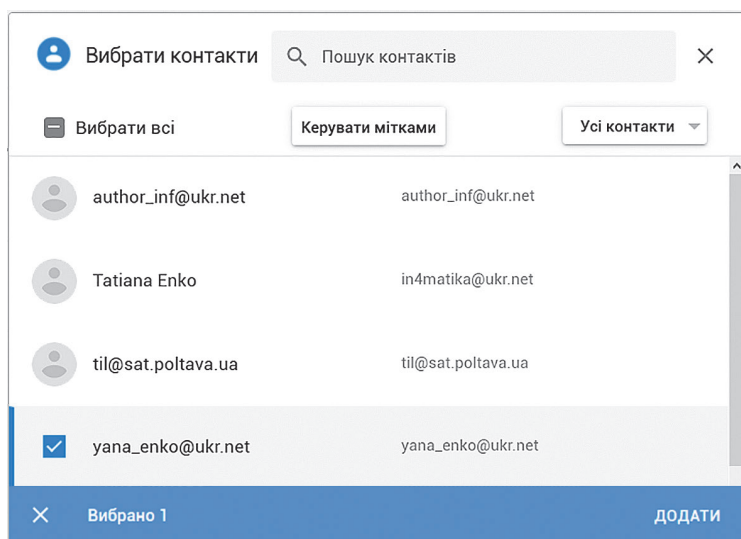 Вибрати контакти Пошук контактів
Вибрати всі Керувати мітками Усі контакти
author_inf@ukr.net author_inf@ukr.net
Tatiana Enko in4matika@ukr.net
til@sat.poltava.ua til@sat.poltava.ua
yana_enko@ukr.net yana_enko@ukr.net
Вибрано 1 ДОДАТИ